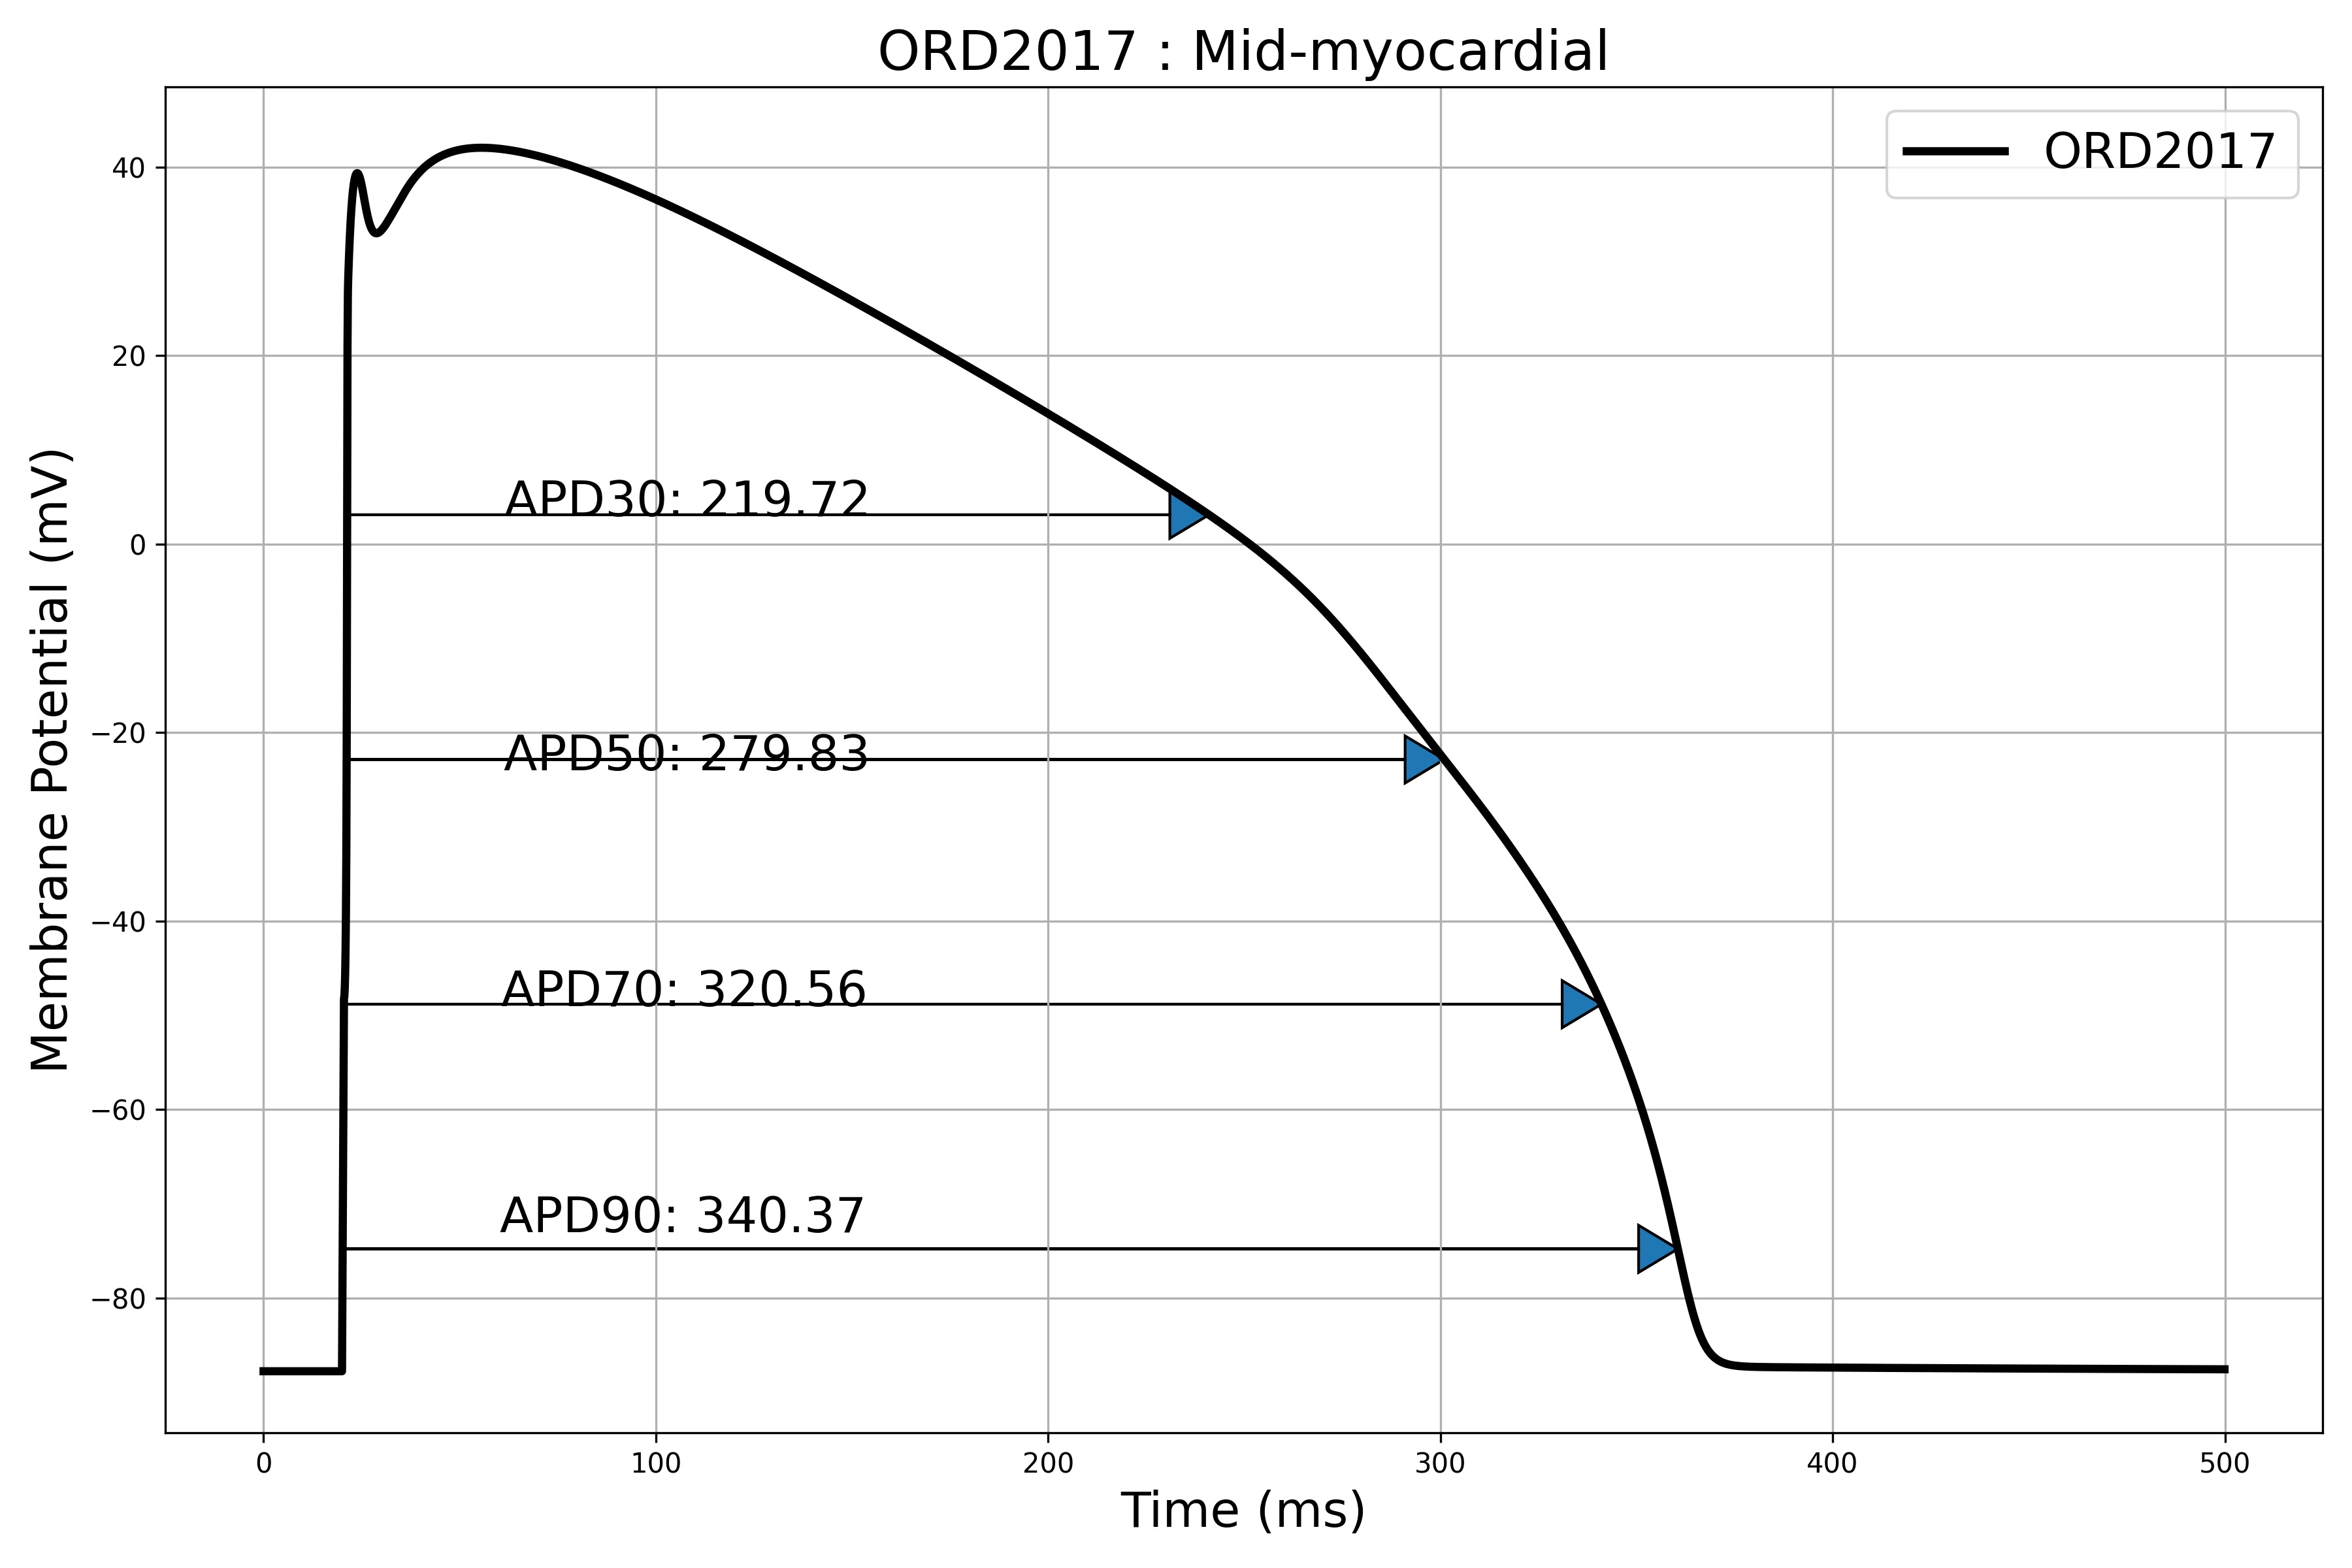 ORD2017 : Mid-myocardial
ORD2017
Membrane Potential (mV)
40
20
0
−20
−40
−60
−80
APD30: 219.72
APD50: 279.83
APD70: 320.56
APD90: 340.37
0 100 200 300 400 500
Time (ms)